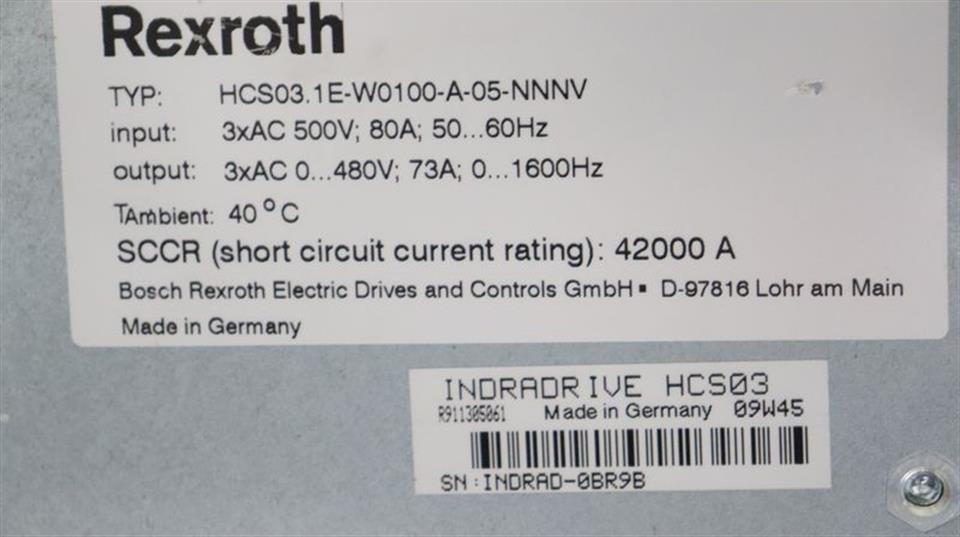 Rexroth
TYP: HCS03.1E-W0100-A-05-NNNV
input: 3xAC 500V; 80A; 50...60Hz
output: 3xAC 0...480V; 73A; 0...1600Hz
TAmbient: 40°C
SCCR (short circuit current rating): 42000 A
Bosch Rexroth Electric Drives and Controls GmbH▪ D-97816 Lohr am Main
Made in Germany
INDRADRIVE HCS03
R911305061 Made in Germany 09W45
SN:INDRAD-0BR9B